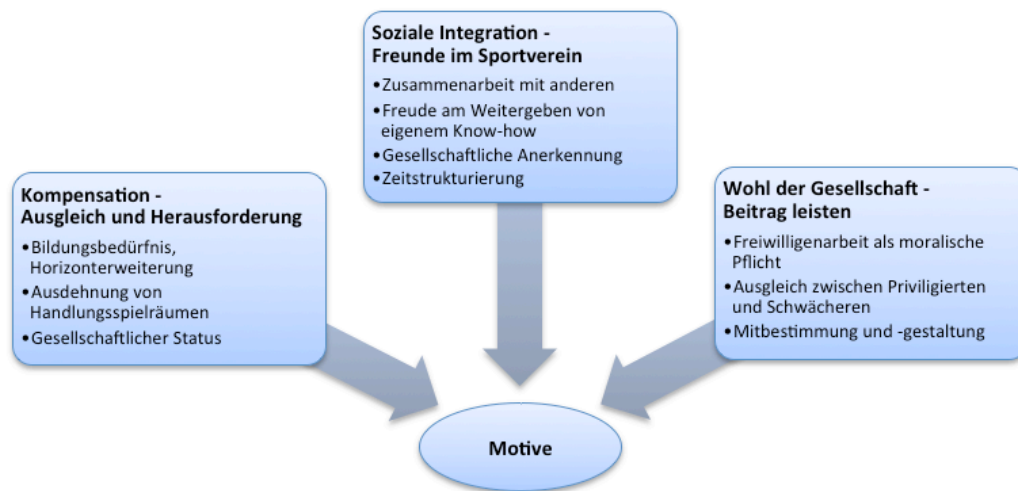 Soziale Integration -
Freunde im Sportverein
•Zusammenarbeit mit anderen
•Freude am Weitergeben von
eigenem Know-how
•Gesellschaftliche Anerkennung
•Zeitstrukturierung
Kompensation -
Ausgleich und Herausforderung
•Bildungsbedürfnis,
Horizonterweiterung
•Ausdehnung von
Handlungsspielräumen
•Gesellschaftlicher Status
Wohl der Gesellschaft -
Beitrag leisten
•Freiwilligenarbeit als moralische
Pflicht
•Ausgleich zwischen Priviligierten
und Schwächeren
•Mitbestimmung und -gestaltung
Motive